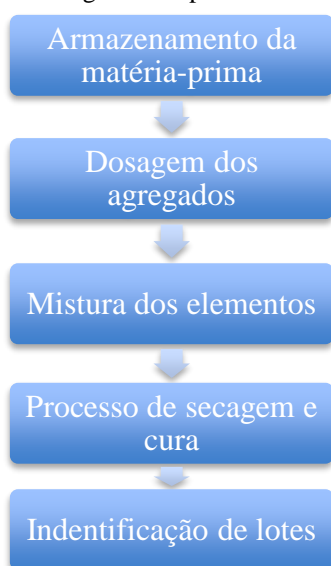 Armazenamento da
matéria-prima
Dosagem dos
agregados
Mistura dos elementos
Processo de secagem e
cura
Indentificação de lotes